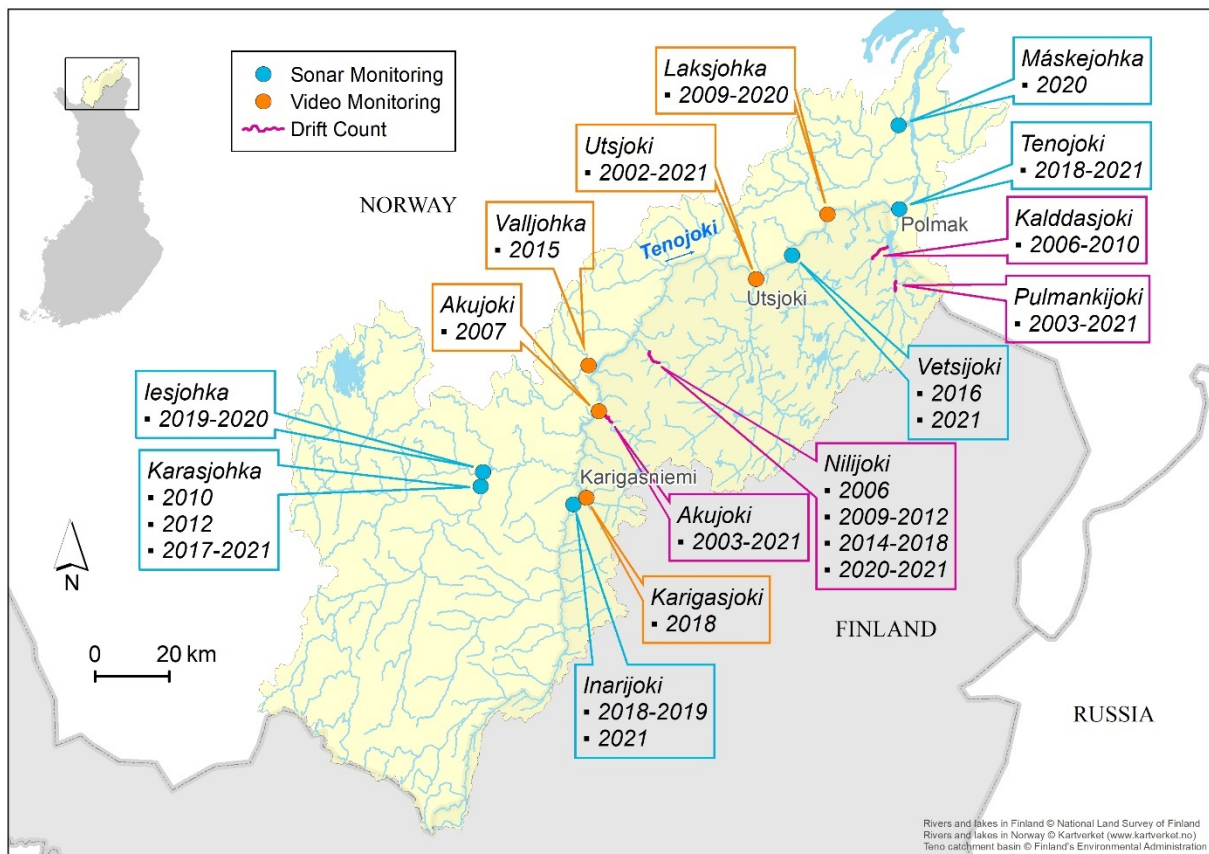 Sonar Monitoring
Video Monitoring
Drift Count
Laksjohka
▪ 2009-2020
Máskejohka
▪ 2020
Utsjoki
▪ 2002-2021
Tenojoki
▪ 2018-2021
NORWAY
Valljohka
▪ 2015
Tenojoki
Polmak
Kalddasjoki
▪ 2006-2010
Akujoki
▪ 2007
Utsjoki
Pulmankijoki
▪ 2003-2021
Iesjohka
▪ 2019-2020
Vetsijoki
▪ 2016
▪ 2021
Karasjohka
▪ 2010
▪ 2012
▪ 2017-2021
Karigasniemi
Akujoki
▪ 2003-2021
Nilijoki
▪ 2006
▪ 2009-2012
▪ 2014-2018
▪ 2020-2021
N
Karigasjoki
▪ 2018
FINLAND
0 20 km
Inarijoki
▪ 2018-2019
▪ 2021
RUSSIA
Rivers and lakes in Finland © National Land Survey of Finland
Rivers and lakes in Norway © Kartverket (www.kartverket.no)
Teno catchment basin © Finland's Environmental Administration